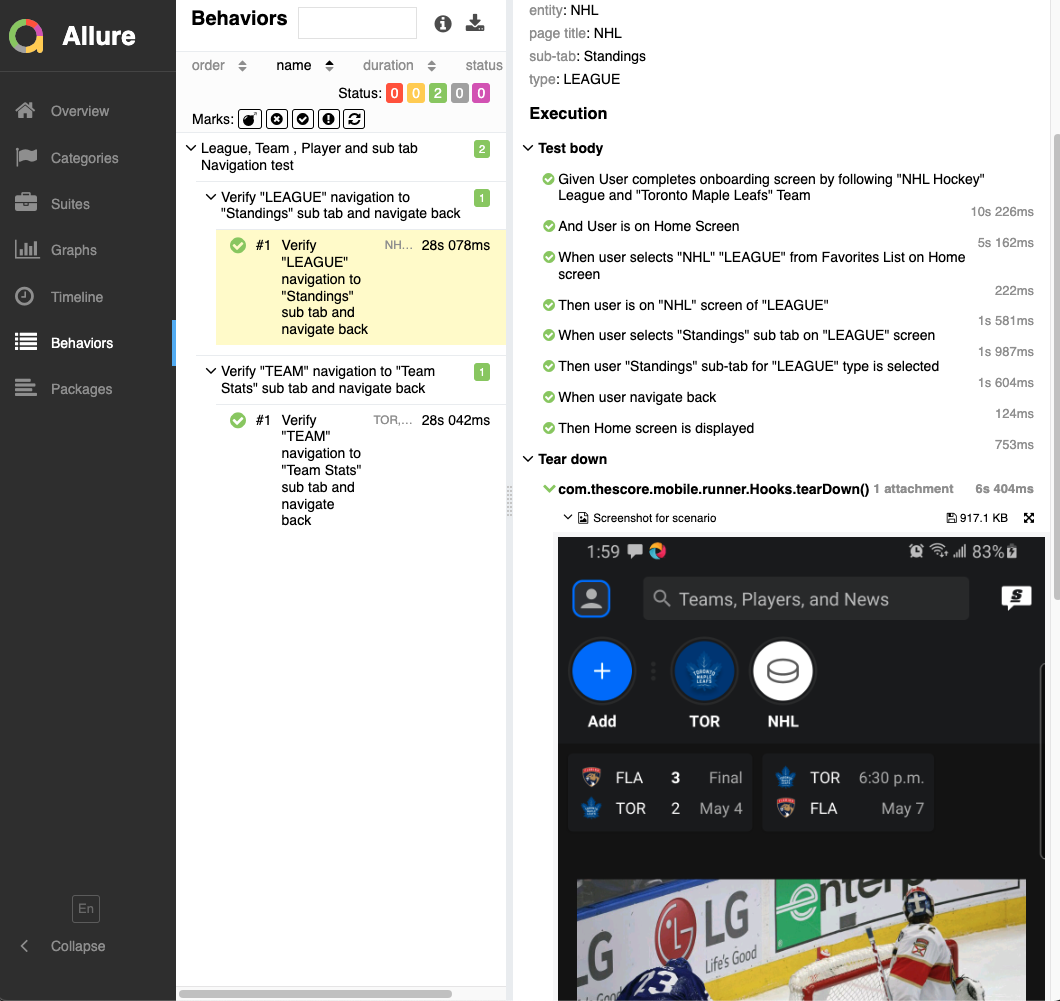 Allure
Overview
Categories
Suites
Graphs
Timeline
Behaviors
Packages
En
Collapse
Behaviors
order name duration status
Status: 0 0 2 0 0
Marks:
League, Team , Player and sub tab
Navigation test
2
Verify "LEAGUE" navigation to
"Standings" sub tab and navigate back
1
#1 Verify NH... 28s 078ms
"LEAGUE"
navigation to
"Standings"
sub tab and
navigate back
Verify "TEAM" navigation to "Team
Stats" sub tab and navigate back
1
#1 Verify TOR,... 28s 042ms
"TEAM"
navigation to
"Team Stats"
sub tab and
navigate
back
entity: NHL
page title: NHL
sub-tab: Standings
type: LEAGUE
Execution
Test body
Given User completes onboarding screen by following "NHL Hockey"
League and "Toronto Maple Leafs" Team
10s 226ms
And User is on Home Screen
5s 162ms
When user selects "NHL" "LEAGUE" from Favorites List on Home
screen
222ms
Then user is on "NHL" screen of "LEAGUE"
1s 581ms
When user selects "Standings" sub tab on "LEAGUE" screen
1s 987ms
Then user "Standings" sub-tab for "LEAGUE" type is selected
1s 604ms
When user navigate back
124ms
Then Home screen is displayed
753ms
Tear down
com.thescore.mobile.runner.Hooks.tearDown() 1 attachment 6s 404ms
Screenshot for scenario 917.1 KB
1:59 83%
Teams, Players, and News
TORONTO
MAPLE
LEAFS
Add TOR NHL
FLA 3 Final
TOR 2 May 4
TOR 6:30 p.m.
FLA May 7
LG
Life's Good
LG
23